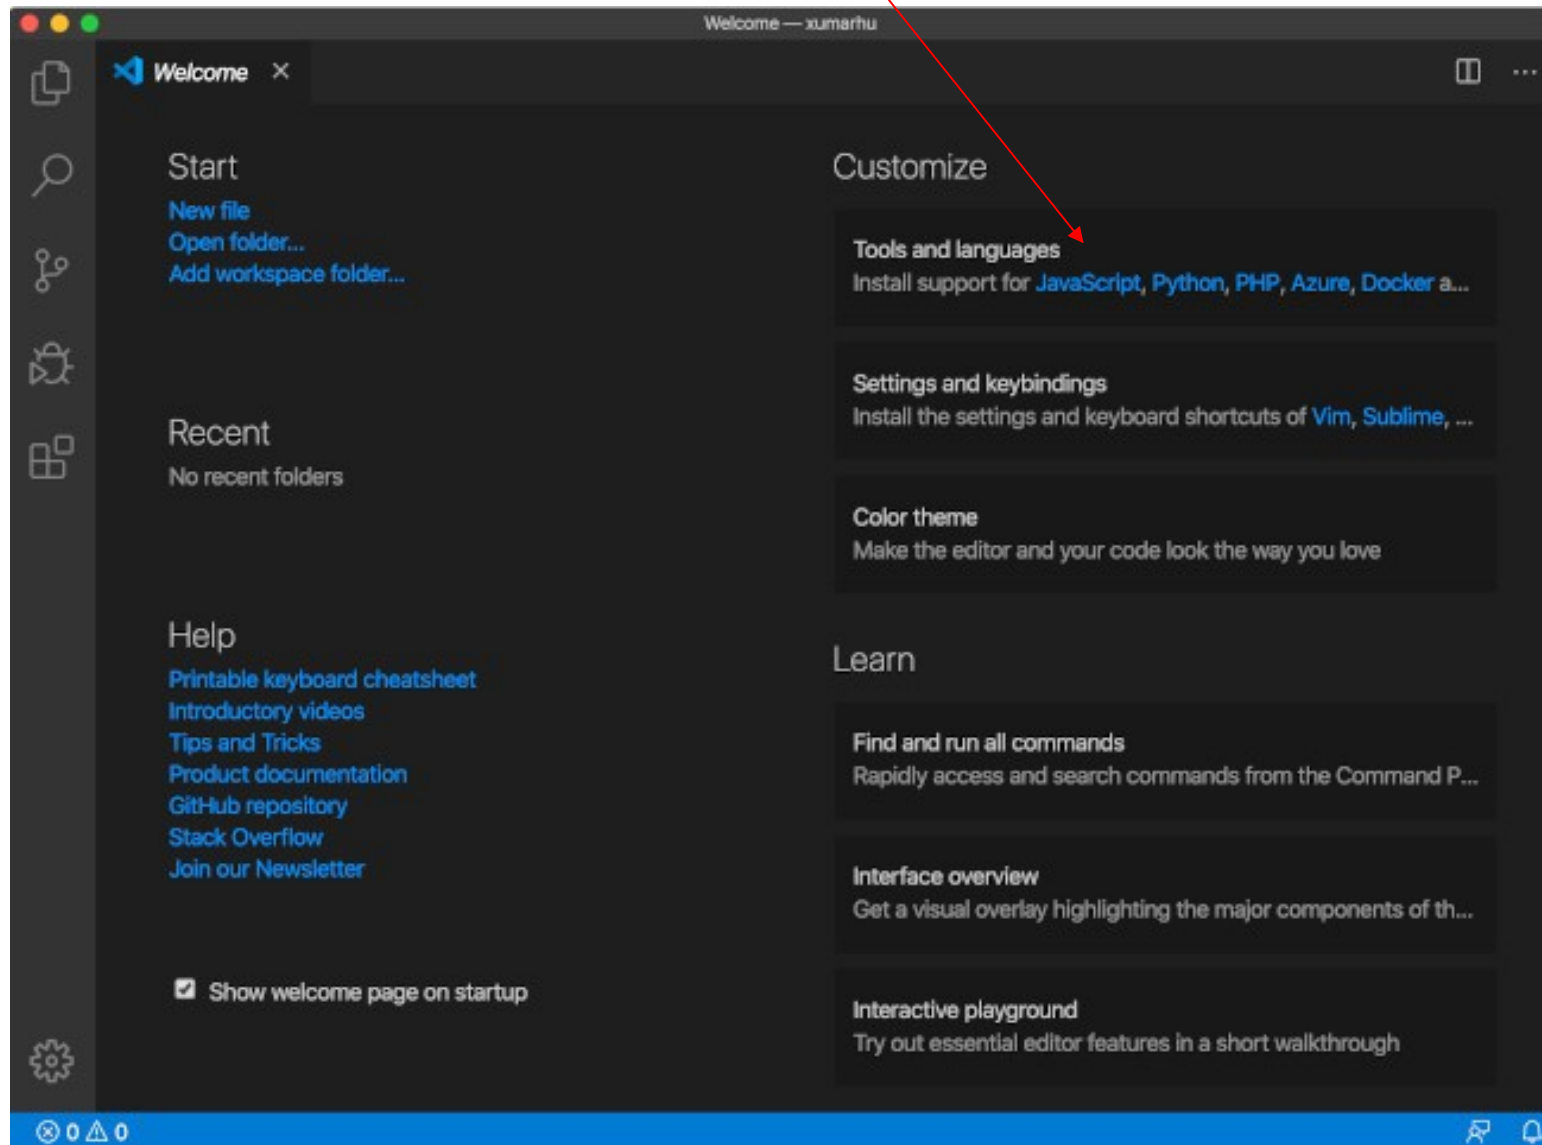 Welcome — xumarhu
Welcome
Start
New file
Open folder...
Add workspace folder...
Recent
No recent folders
Help
Printable keyboard cheatsheet
Introductory videos
Tips and Tricks
Product documentation
GitHub repository
Stack Overflow
Join our Newsletter
Show welcome page on startup
Customize
Tools and languages
Install support for JavaScript, Python, PHP, Azure, Docker a...
Settings and keybindings
Install the settings and keyboard shortcuts of Vim, Sublime, ...
Color theme
Make the editor and your code look the way you love
Learn
Find and run all commands
Rapidly access and search commands from the Command P...
Interface overview
Get a visual overlay highlighting the major components of th...
Interactive playground
Try out essential editor features in a short walkthrough
0 0